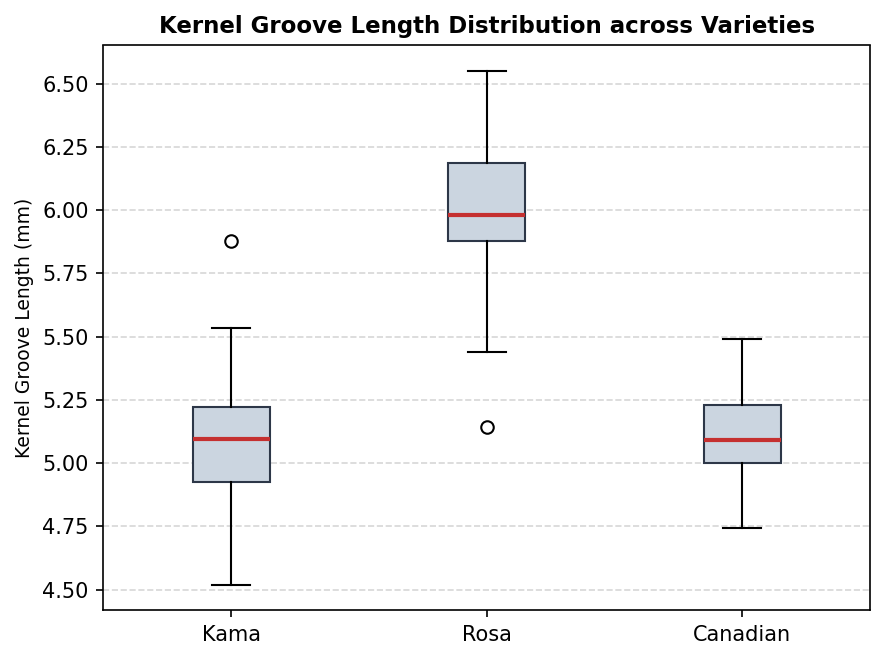 Kernel Groove Length Distribution across Varieties
Kernel Groove Length (mm)
6.50
6.25
6.00
5.75
5.50
5.25
5.00
4.75
4.50
Kama
Rosa
Canadian